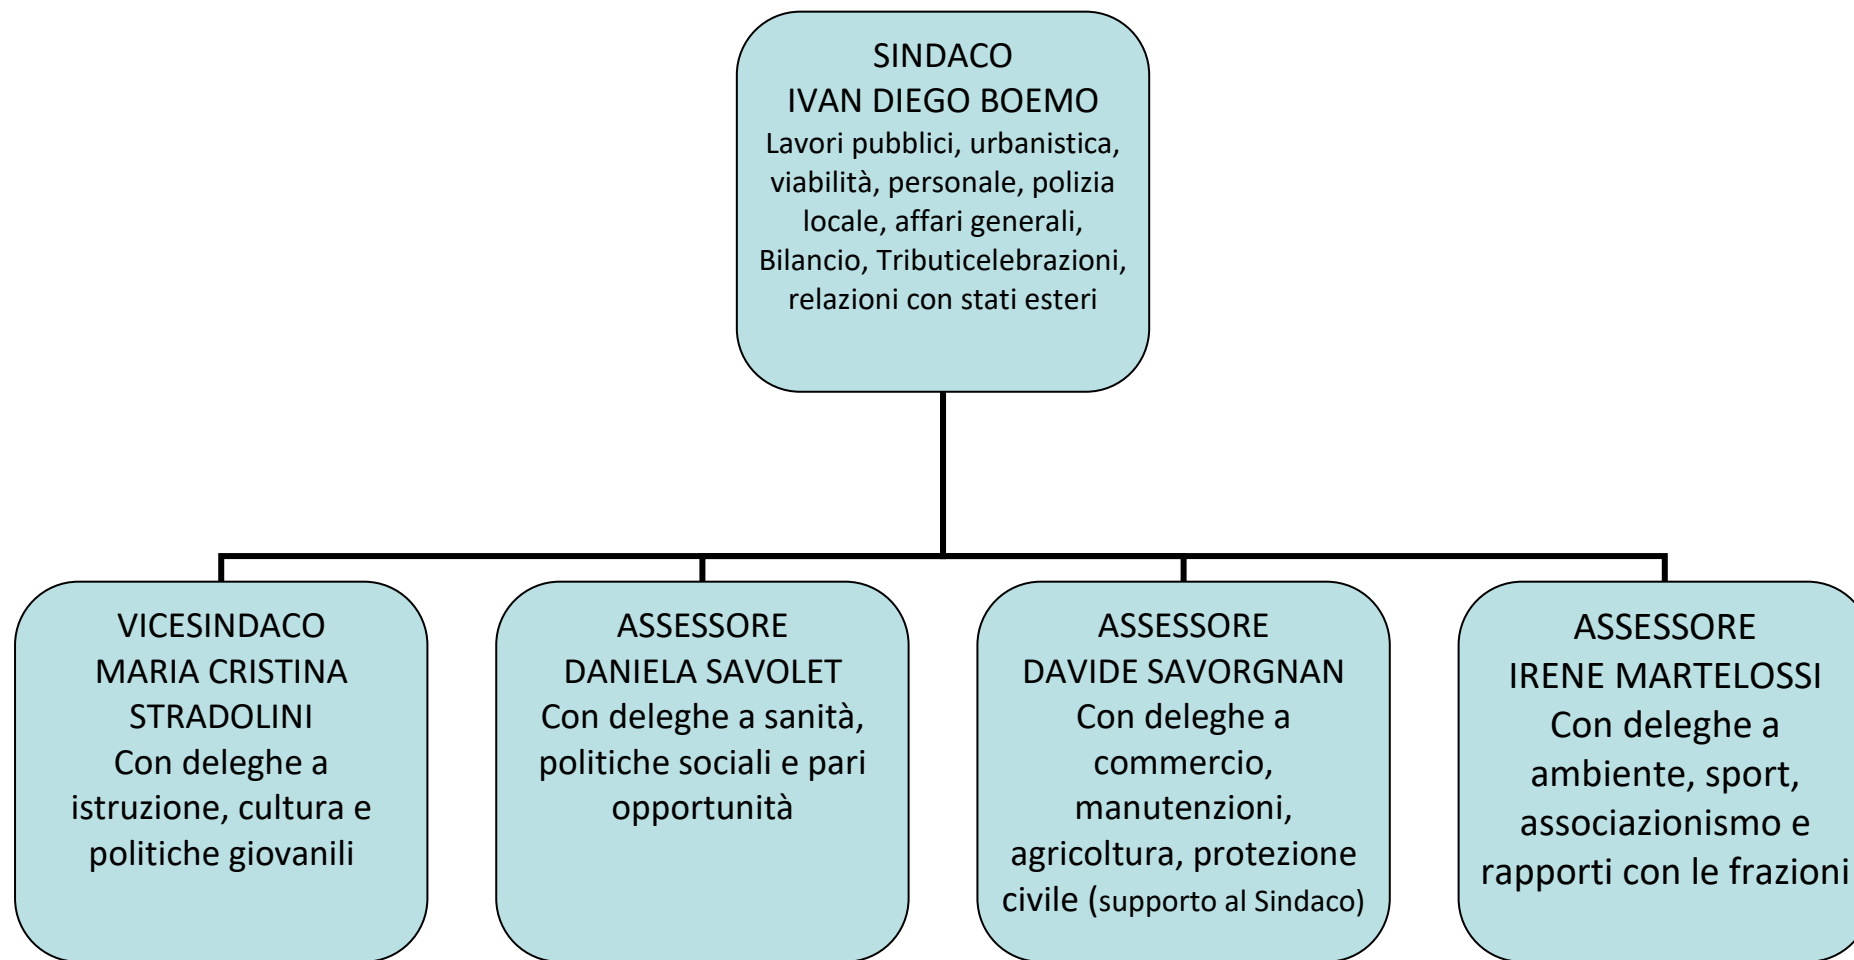 SINDACO
IVAN DIEGO BOEMO
Lavori pubblici, urbanistica,
viabilità, personale, polizia
locale, affari generali,
Bilancio, Tributicelebrazioni,
relazioni con stati esteri
VICESINDACO
MARIA CRISTINA
STRADOLINI
Con deleghe a
istruzione, cultura e
politiche giovanili
ASSESSORE
DANIELA SAVOLET
Con deleghe a sanità,
politiche sociali e pari
opportunità
ASSESSORE
DAVIDE SAVORGNAN
Con deleghe a
commercio,
manutenzioni,
agricoltura, protezione
civile (supporto al Sindaco)
ASSESSORE
IRENE MARTELOSSI
Con deleghe a
ambiente, sport,
associazionismo e
rapporti con le frazioni